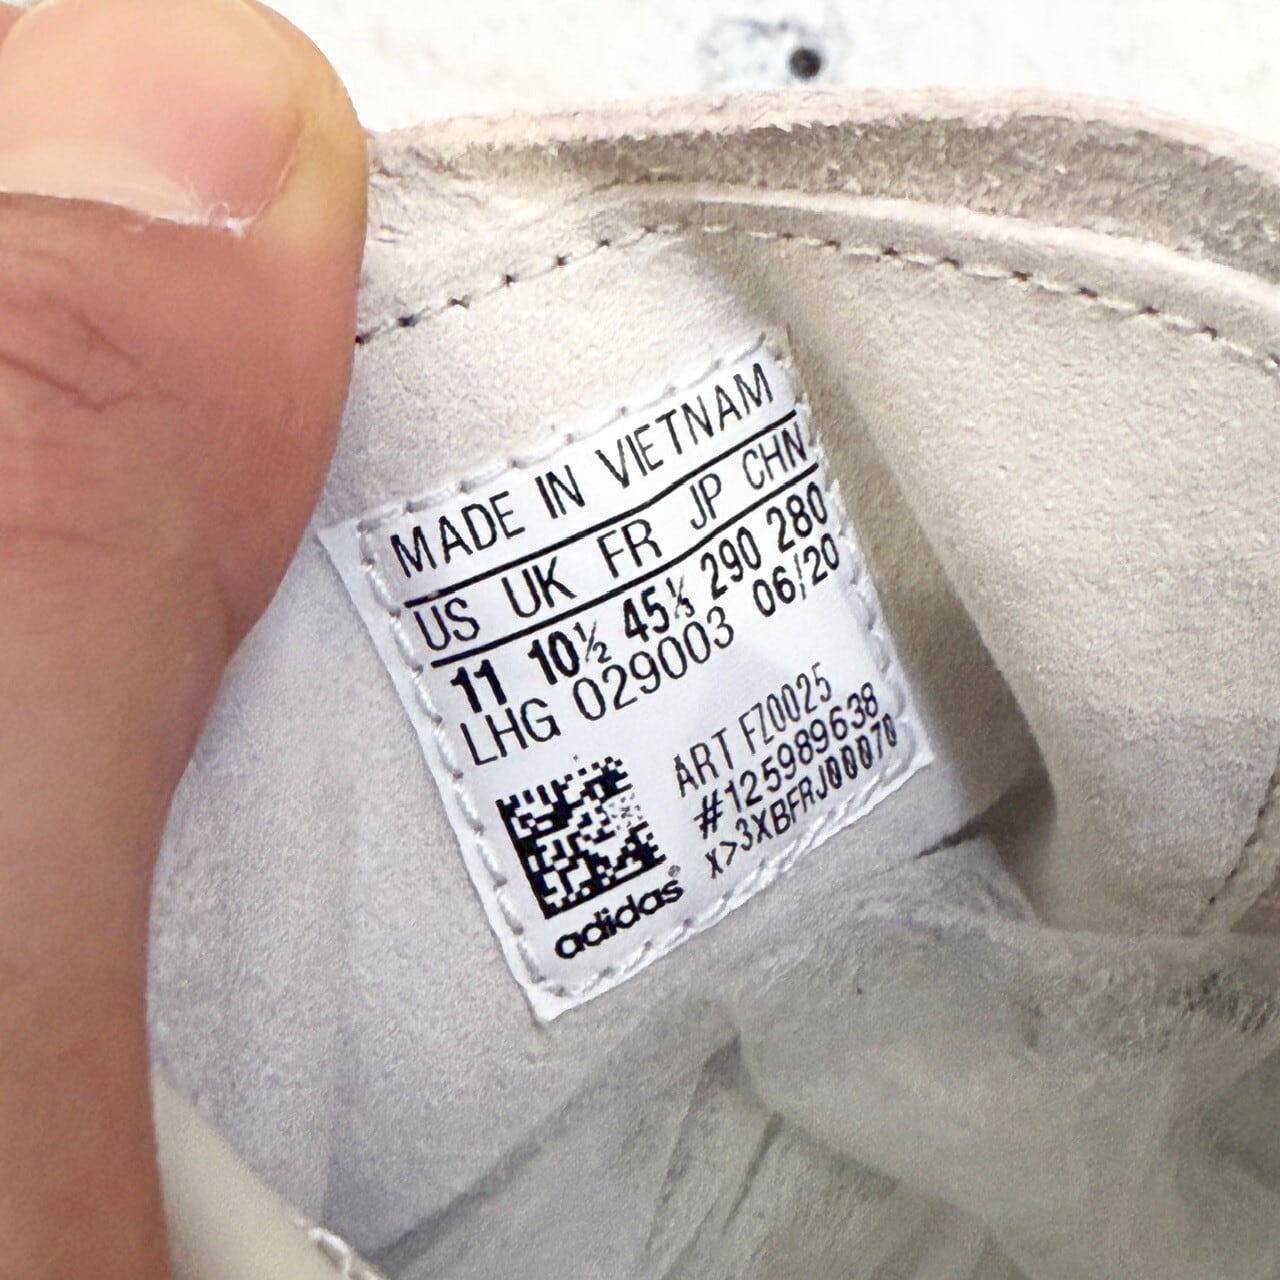 MADE IN VIETNAM
US UK FR JP CHN
11 10½ 45⅓ 290 280
LHG 029003 06/20
ART FZ0025
#125989638
x>3XBFRJ00070
adidas®